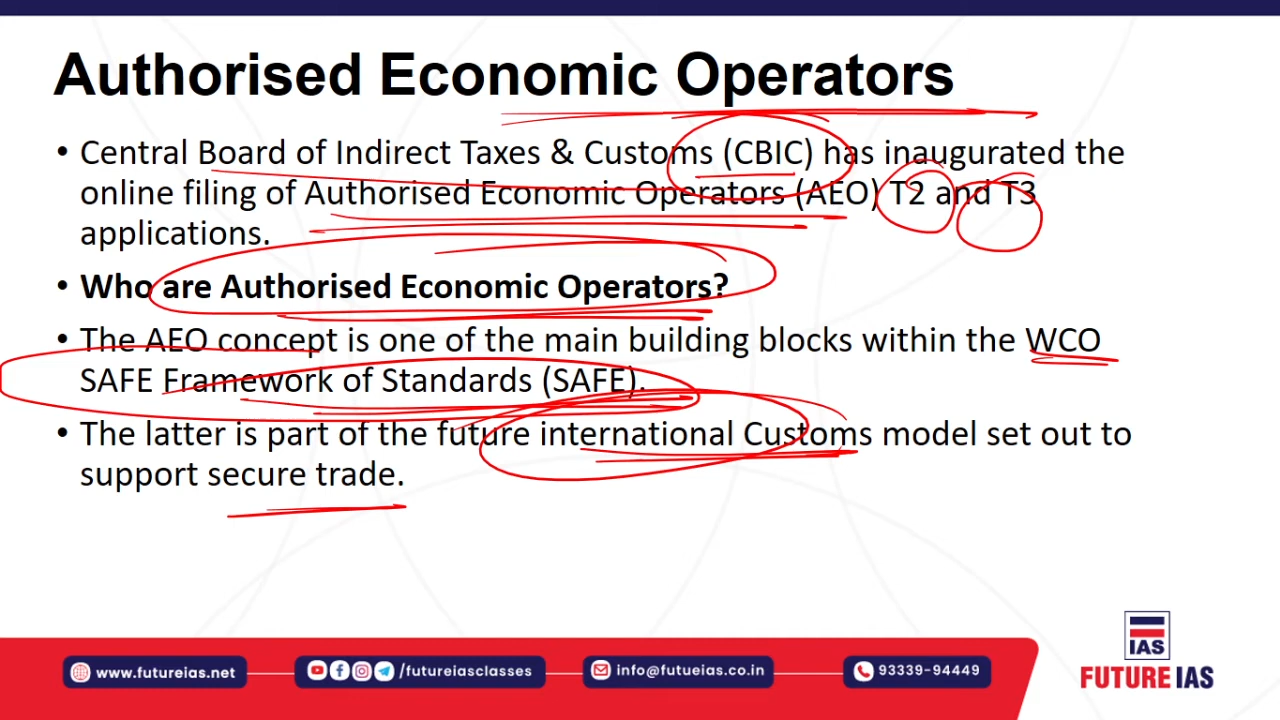 Authorised Economic Operators
• Central Board of Indirect Taxes & Customs (CBIC) has inaugurated the
online filing of Authorised Economic Operators (AEO) T2 and T3
applications.
• Who are Authorised Economic Operators?
• The AEO concept is one of the main building blocks within the WCO
SAFE Framework of Standards (SAFE).
• The latter is part of the future international Customs model set out to
support secure trade.
IAS
FUTURE IAS
www.futureias.net
/futureiasclasses
info@futueias.co.in
93339-94449